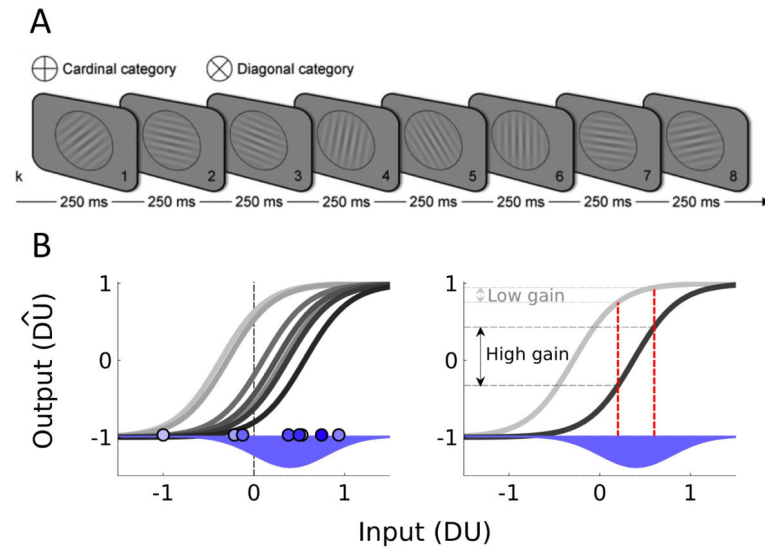 A
Cardinal category Diagonal category
k 1 2 3 4 5 6 7 8
250 ms 250 ms 250 ms 250 ms 250 ms 250 ms 250 ms 250 ms
B
Output (D̂U)
1
0
-1
-1 0 1
1
0
-1
Low gain
High gain
-1 0 1
Input (DU)